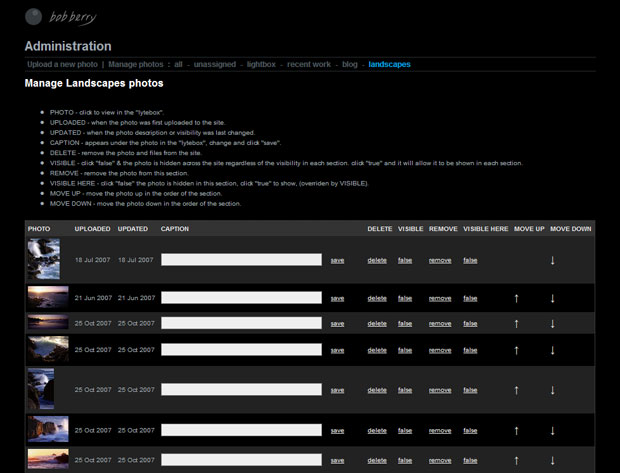 bob berry
Administration
Upload a new photo | Manage photos : all - unassigned - lightbox - recent work - blog - landscapes
Manage Landscapes photos
PHOTO - click to view in the "lytebox".
UPLOADED - when the photo was first uploaded to the site.
UPDATED - when the photo description or visibility was last changed.
CAPTION - appears under the photo in the "lytebox", change and click "save".
DELETE - remove the photo and files from the site.
VISIBLE - click "false" & the photo is hidden across the site regardless of the visibility in each section. click "true" and it will allow it to be shown in each section.
REMOVE - remove the photo from this section.
VISIBLE HERE - click "false" the photo is hidden in this section, click "true" to show, (overriden by VISIBLE).
MOVE UP - move the photo up in the order of the section.
MOVE DOWN - move the photo down in the order of the section.
PHOTO UPLOADED UPDATED CAPTION DELETE VISIBLE REMOVE VISIBLE HERE MOVE UP MOVE DOWN
18 Jul 2007 18 Jul 2007 save delete false remove false ↓
21 Jun 2007 21 Jun 2007 save delete false remove false ↑ ↓
25 Oct 2007 25 Oct 2007 save delete false remove false ↑ ↓
25 Oct 2007 25 Oct 2007 save delete false remove false ↑ ↓
25 Oct 2007 25 Oct 2007 save delete false remove false ↑ ↓
25 Oct 2007 25 Oct 2007 save delete false remove false ↑ ↓
25 Oct 2007 25 Oct 2007 save delete false remove false ↑ ↓